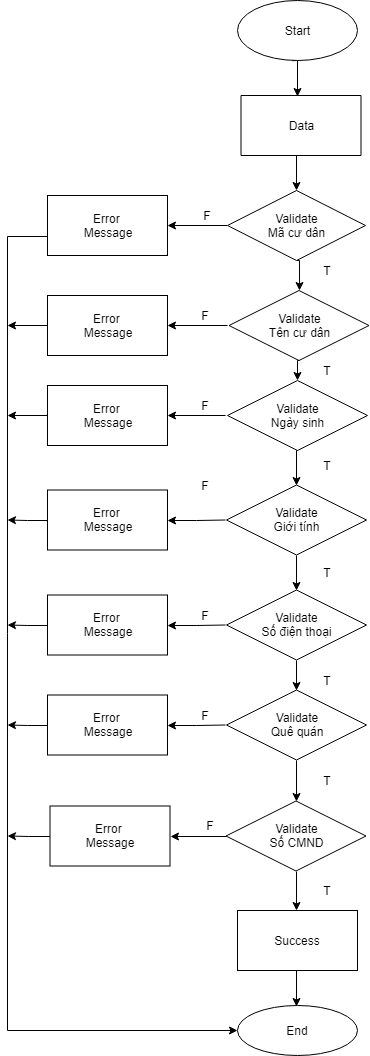 Start
Data
Error
Message
F
Validate
Mã cư dân
T
Error
Message
F
Validate
Tên cư dân
T
Error
Message
F
Validate
Ngày sinh
T
F
Error
Message
Validate
Giới tính
T
Error
Message
F
Validate
Số điện thoại
T
Error
Message
F
Validate
Quê quán
T
Error
Message
F
Validate
Số CMND
T
Success
End